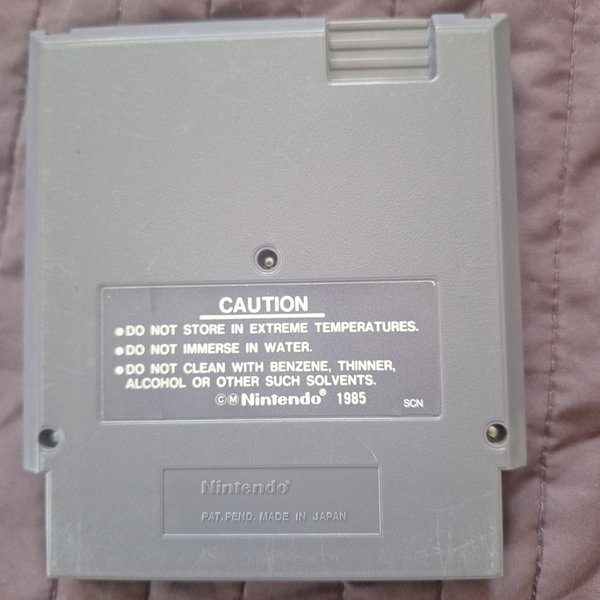 CAUTION
●DO NOT STORE IN EXTREME TEMPERATURES.
●DO NOT IMMERSE IN WATER.
●DO NOT CLEAN WITH BENZENE, THINNER,
ALCOHOL OR OTHER SUCH SOLVENTS.
©Ⓜ Nintendo® 1985 SCN
Nintendo®
PAT. PEND. MADE IN JAPAN